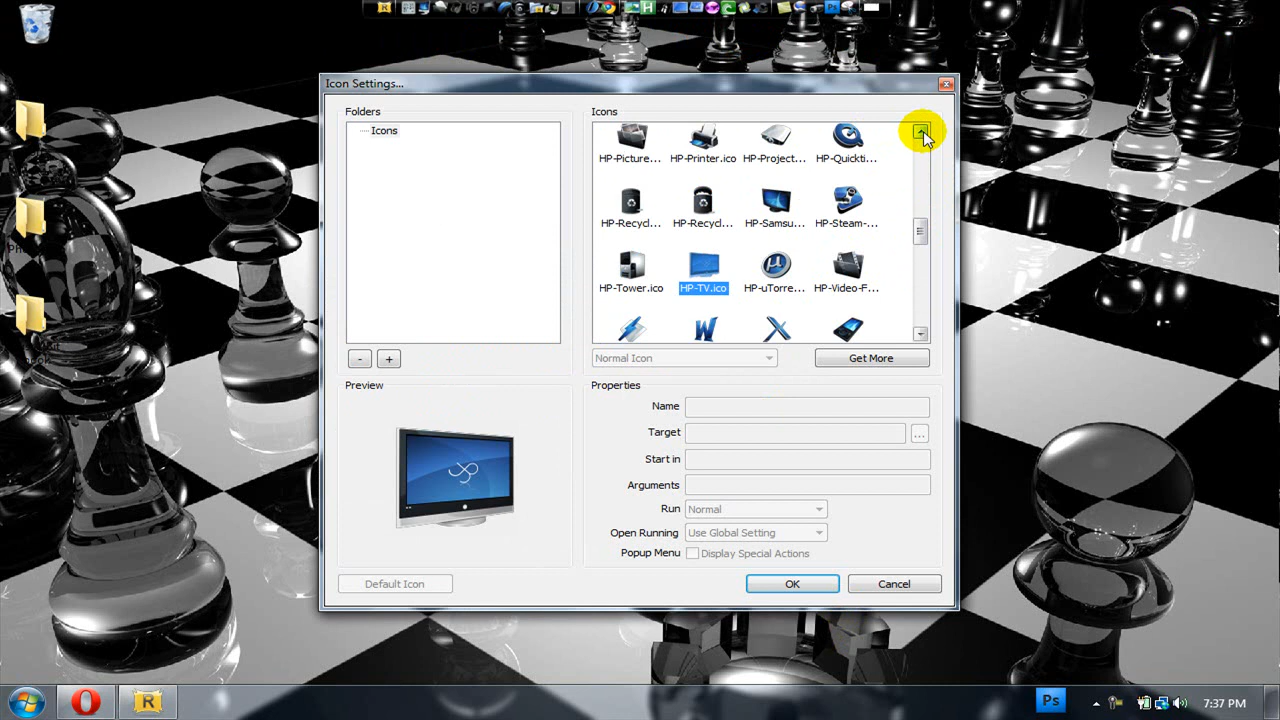 Icon Settings...
Folders
Icons
Icons
HP-Picture... HP-Printer.ico HP-Project... HP-Quickti...
HP-Recycl... HP-Recycl... HP-Samsu... HP-Steam-...
HP-Tower.ico HP-TV.ico HP-uTorre... HP-Video-F...
- +
Normal Icon
Get More
Preview
Properties
Name
Target ...
Start in
Arguments
Run Normal
Open Running Use Global Setting
Popup Menu Display Special Actions
Default Icon
OK
Cancel
R
Ps
7:37 PM